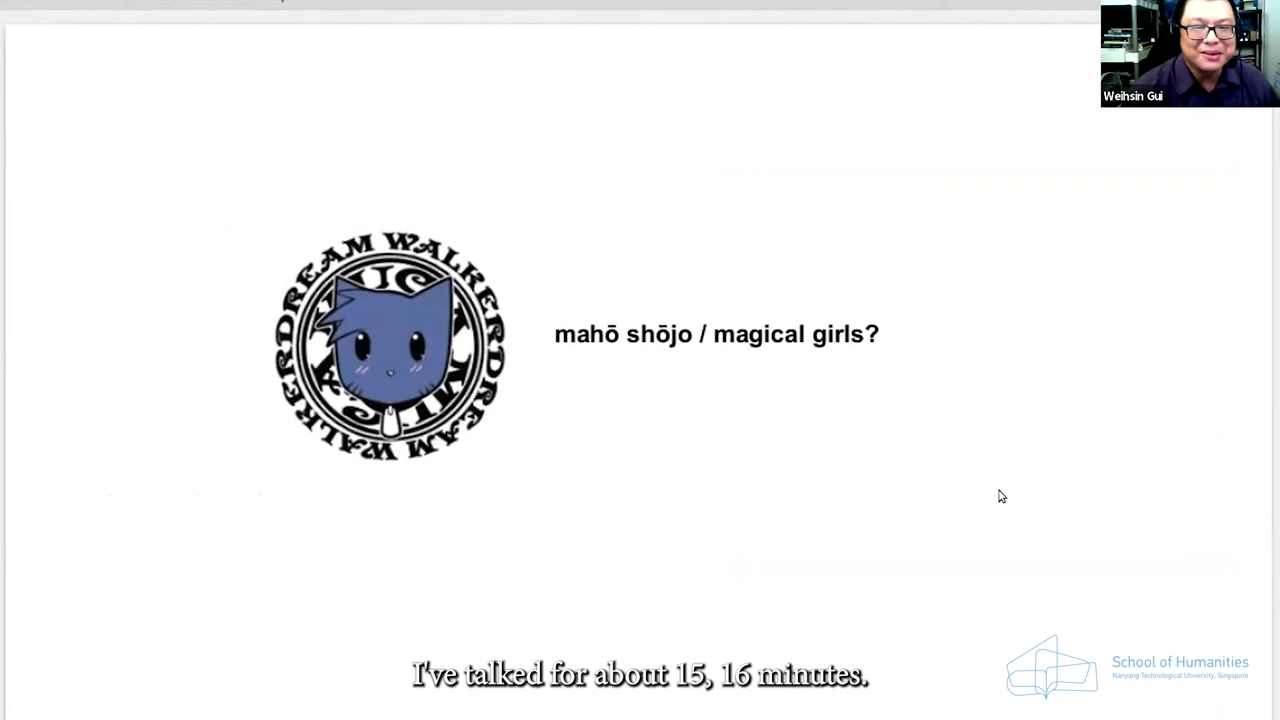 Weihsin Gui
DREAM WALKER DREAM WALKER
mahō shōjo / magical girls?
I've talked for about 15, 16 minutes.
School of Humanities
Nanyang Technological University, Singapore